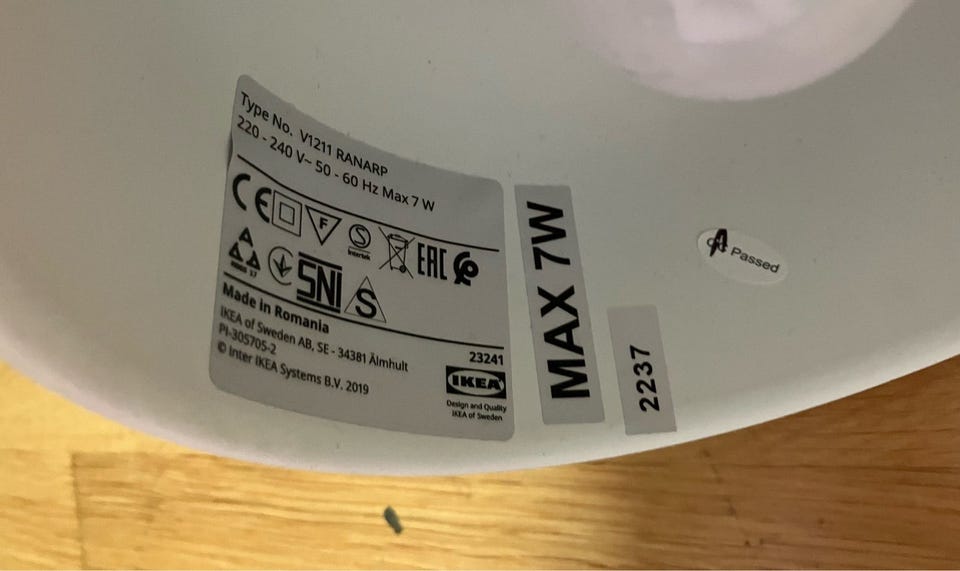 Type No. V1211 RANARP
220 - 240 V~ 50 - 60 Hz Max 7 W
CE F S Intertek EAC
SNI S
Made in Romania
IKEA of Sweden AB, SE - 34381 Älmhult
PI-305705-2
© Inter IKEA Systems B.V. 2019
23241
IKEA
Design and Quality
IKEA of Sweden
MAX 7W
2237
Passed